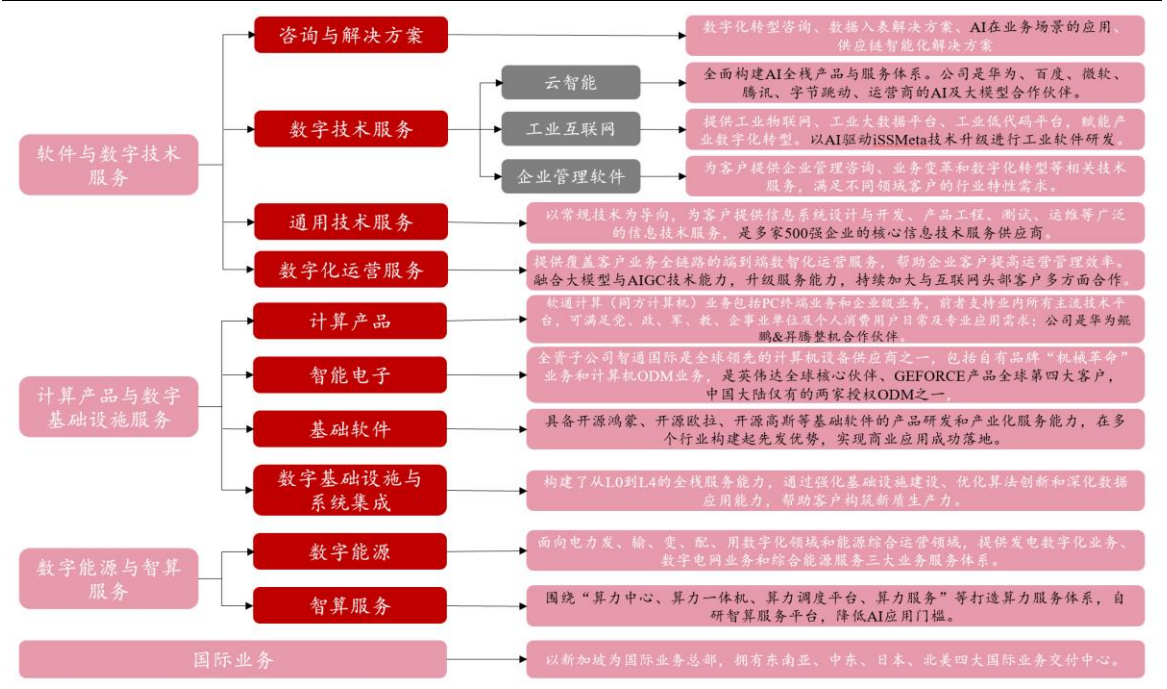 咨询与解决方案
数字化转型咨询、数据入表解决方案、AI在业务场景的应用、
供应链智能化解决方案
软件与数字技术
服务
数字技术服务
云智能
全面构建AI全栈产品与服务体系。公司是华为、百度、微软、
腾讯、字节跳动、运营商的AI及大模型合作伙伴。
工业互联网
提供工业物联网、工业大数据平台、工业低代码平台，赋能产
业数字化转型。以AI驱动iSSMeta技术升级进行工业软件研发。
企业管理软件
为客户提供企业管理咨询、业务变革和数字化转型等相关技术
服务，满足不同领域客户的行业特性需求。
通用技术服务
以常规技术为导向，为客户提供信息系统设计与开发、产品工程、测试、运维等广泛
的信息技术服务，是多家500强企业的核心信息技术服务供应商。
数字化运营服务
提供覆盖客户业务全链路的端到端数智化运营服务，帮助企业客户提高运营管理效率。
融合大模型与AIGC技术能力，升级服务能力，持续加大与互联网头部客户多方面合作。
计算产品与数字
基础设施服务
计算产品
软通计算（同方计算机）业务包括PC终端业务和企业级业务，前者支持业内所有主流技术平
台，可满足党、政、军、教、企事业单位及个人消费用户日常及专业应用需求；公司是华为鲲
鹏&昇腾整机合作伙伴。
智能电子
全资子公司智通国际是全球领先的计算机设备供应商之一，包括自有品牌“机械革命”
业务和计算机ODM业务，是英伟达全球核心伙伴、GEFORCE产品全球第四大客户，
中国大陆仅有的两家授权ODM之一。
基础软件
具备开源鸿蒙、开源欧拉、开源高斯等基础软件的产品研发和产业化服务能力，在多
个行业构建起先发优势，实现商业应用成功落地。
数字基础设施与
系统集成
构建了从L0到L4的全栈服务能力，通过强化基础设施建设、优化算法创新和深化数据
应用能力，帮助客户构筑新质生产力。
数字能源与智算
服务
数字能源
面向电力发、输、变、配、用数字化领域和能源综合运营领域，提供发电数字化业务、
数字电网业务和综合能源服务三大业务服务体系。
智算服务
围绕“算力中心、算力一体机、算力调度平台、算力服务”等打造算力服务体系，自
研智算服务平台，降低AI应用门槛。
国际业务
以新加坡为国际业务总部，拥有东南亚、中东、日本、北美四大国际业务交付中心。